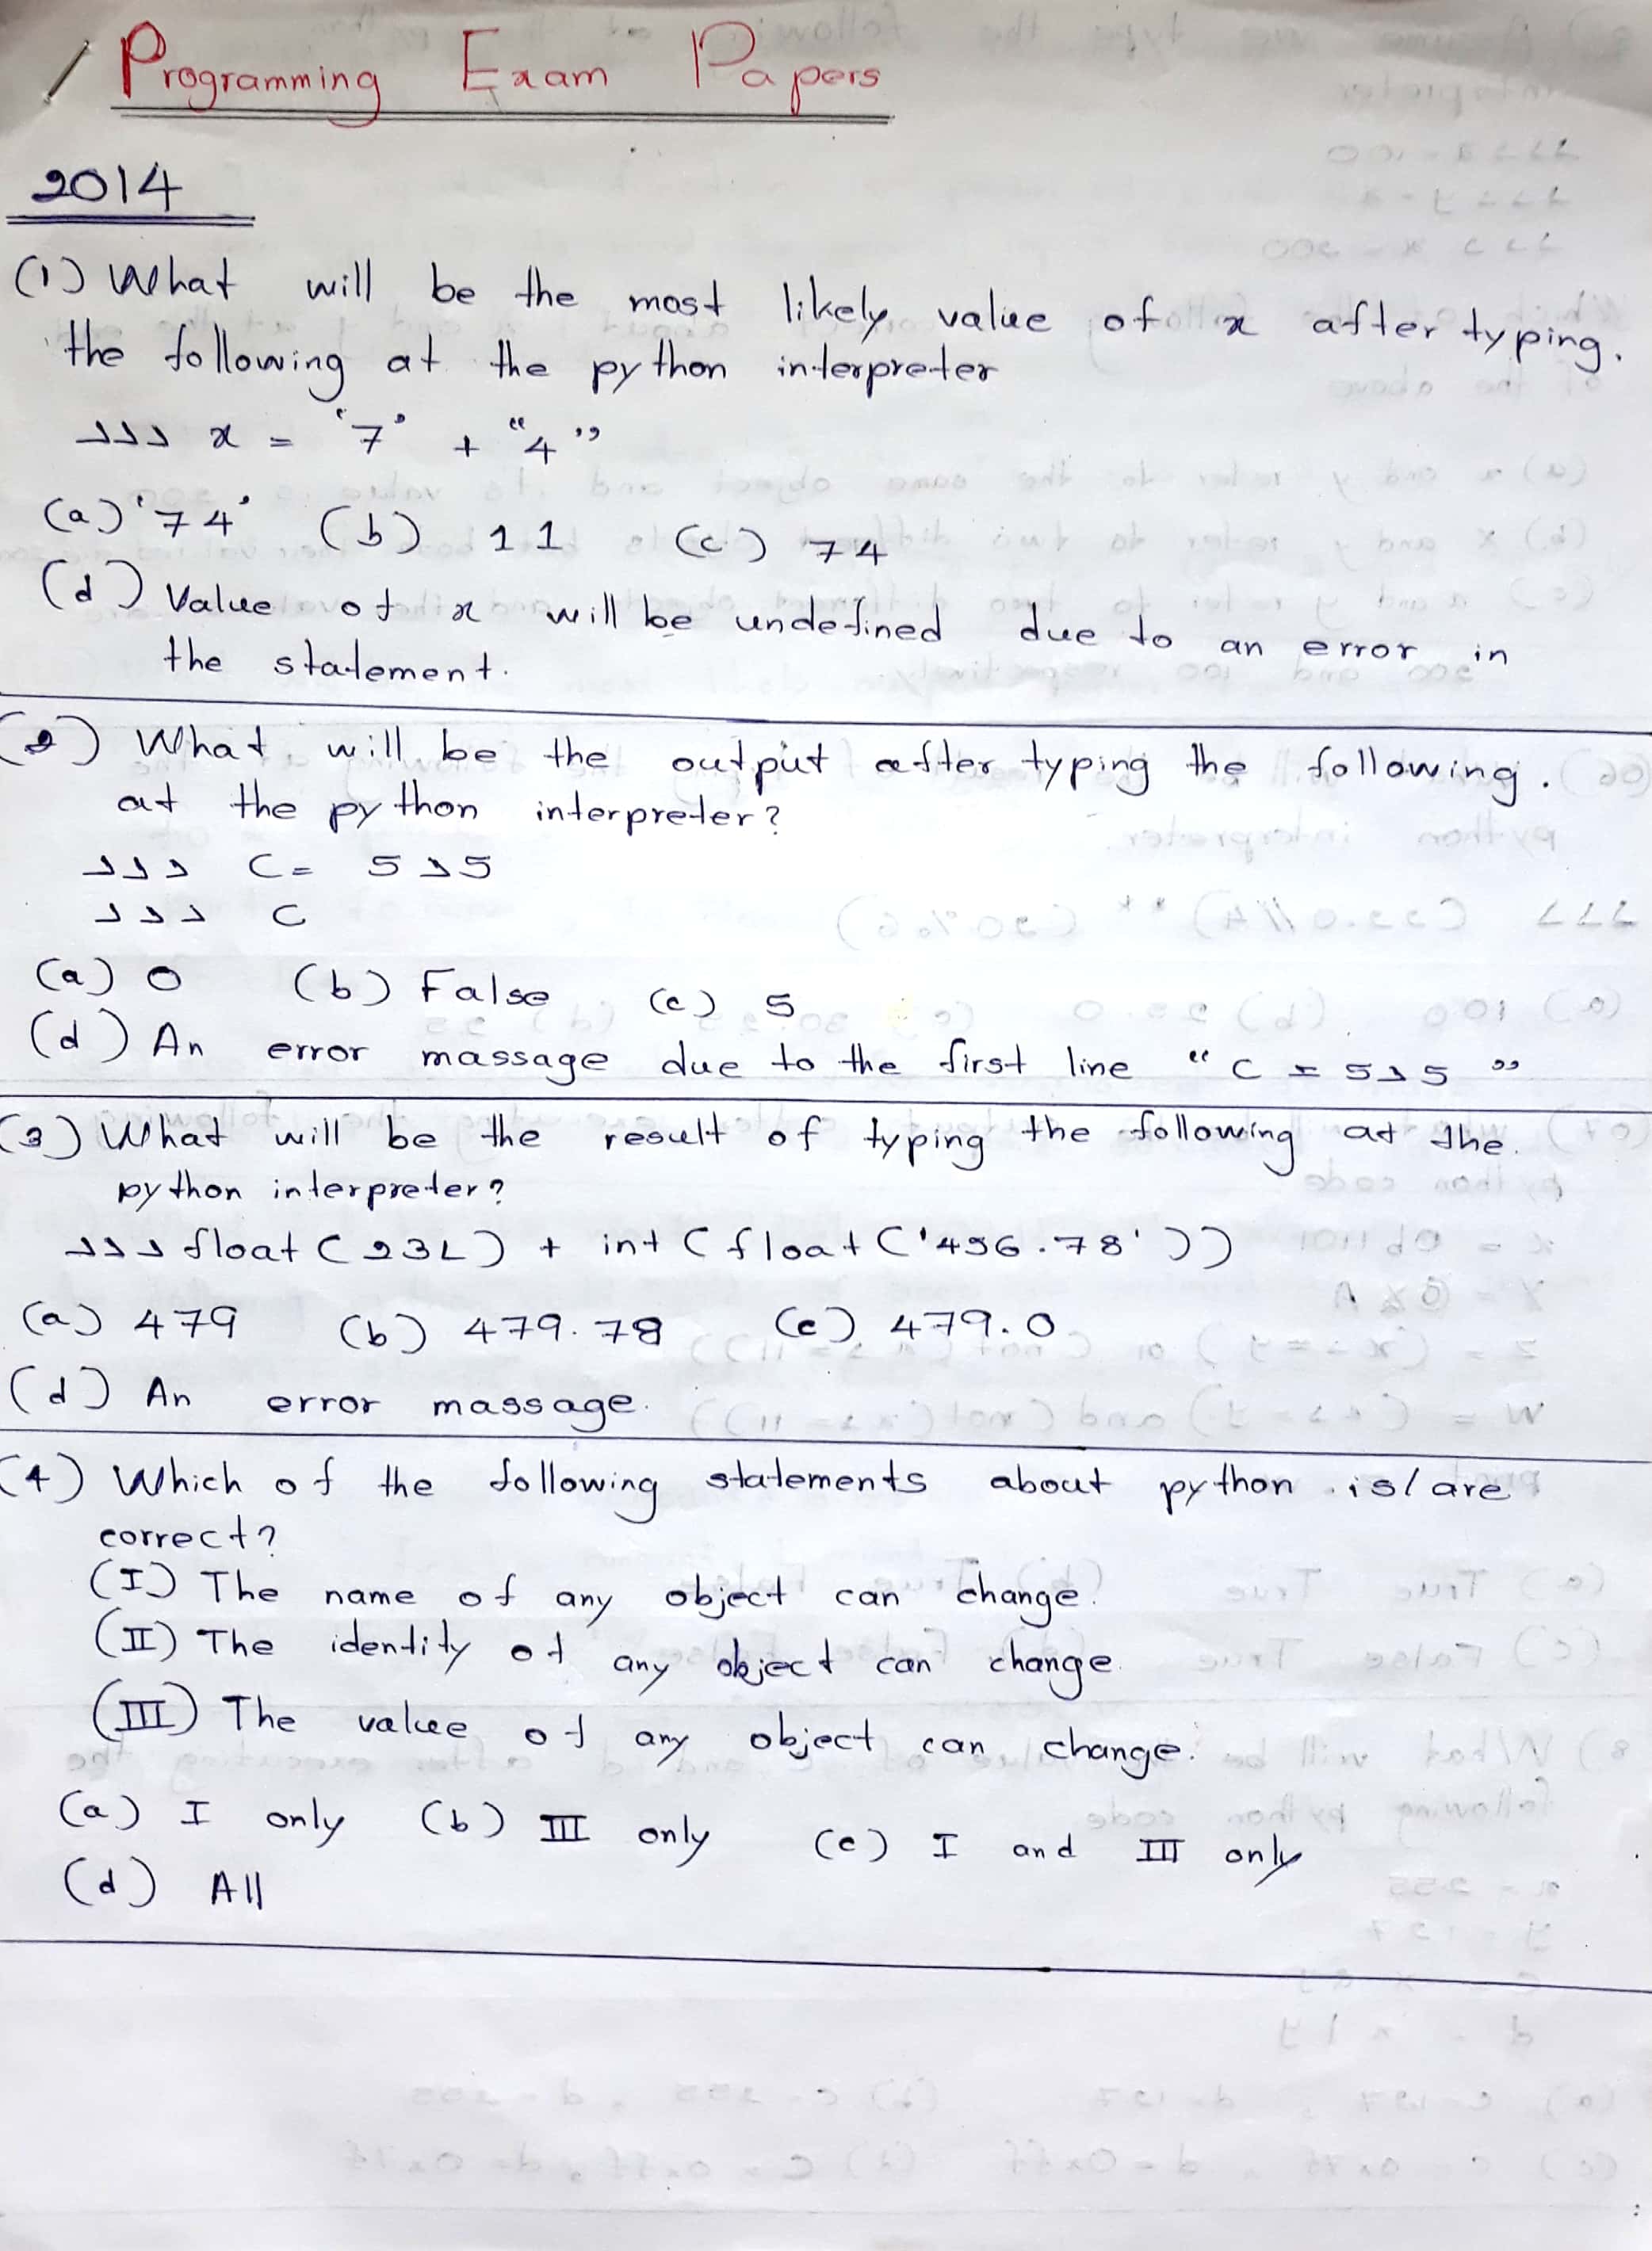 Programming Exam Papers
2014
(1) What will be the most likely value of x after typing.
the following at the python interpreter
>>> x = '7' + "4"
(a) '74' (b) 11 (c) 74
(d) Value of x will be undefined due to an error in
the statement.
(2) What will be the output after typing the following.
at the python interpreter?
>>> C = 5>5
>>> C
(a) 0 (b) False (c) 5
(d) An error massage due to the first line "C = 5>5"
(3) What will be the result of typing the following at the.
python interpreter?
>>> float (23L) + int (float ('456.78'))
(a) 479 (b) 479.78 (c) 479.0
(d) An error massage.
(4) Which of the following statements about python is/are
correct?
(I) The name of any object can change.
(II) The identity of any object can change.
(III) The value of any object can change.
(a) I only (b) III only (c) I and III only
(d) All